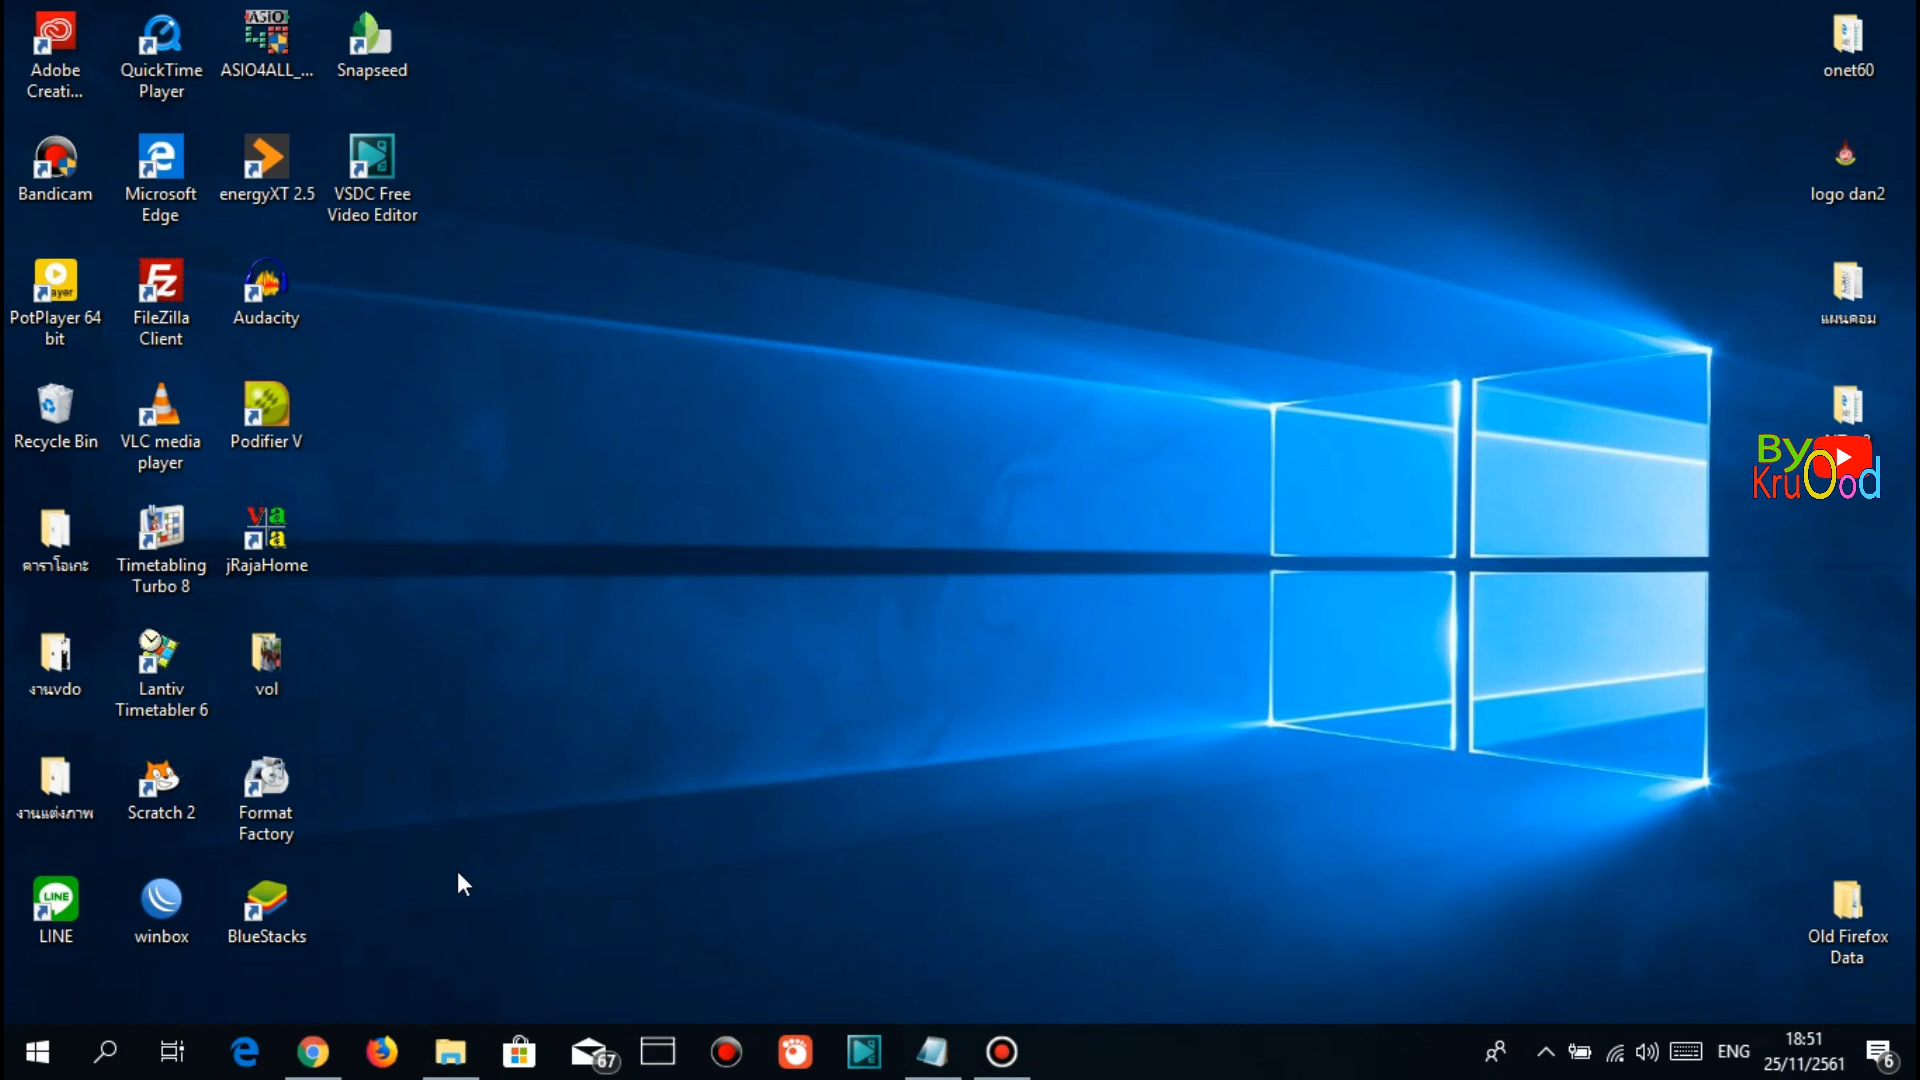 Adobe
Creati...
QuickTime
Player
ASIO
ASIO4ALL_...
Snapseed
onet60
Bandicam
Microsoft
Edge
energyXT 2.5
VSDC Free
Video Editor
logo dan2
PotPlayer 64
bit
FileZilla
Client
Audacity
แผนคอม
Recycle Bin
VLC media
player
Podifier V
By
KruOod
คาราโอเกะ
Timetabling
Turbo 8
jRajaHome
งานvdo
Lantiv
Timetabler 6
vol
งานแต่งภาพ
Scratch 2
Format
Factory
LINE
LINE
winbox
BlueStacks
Old Firefox
Data
67
ENG
18:51
25/11/2561
6